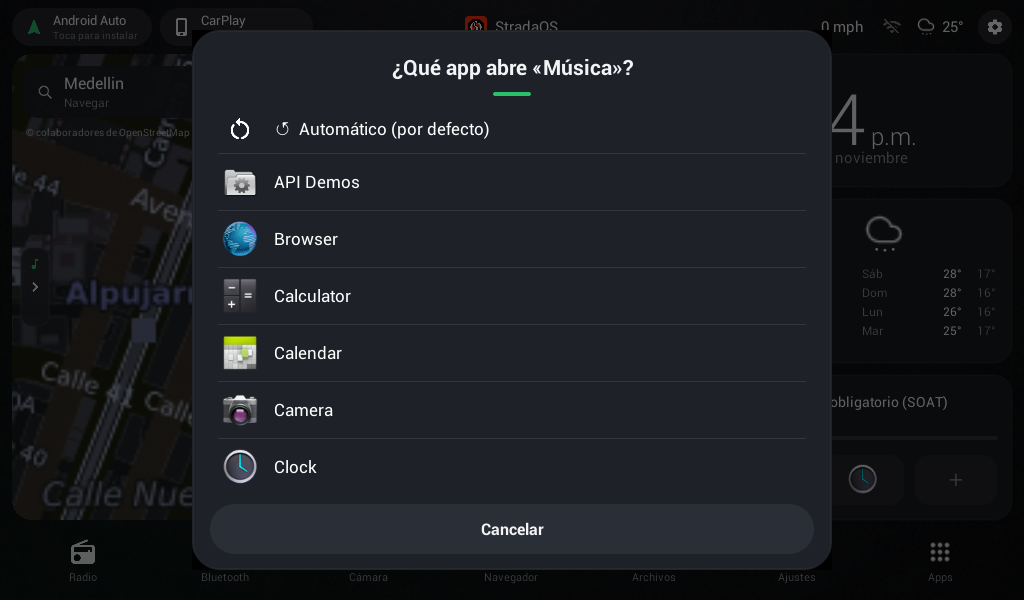 Android Auto
Toca para instalar
CarPlay
StradaOS
0 mph
25°
Medellin
Navegar
© colaboradores de OpenStreetMap
¿Qué app abre «Música»?
↺ Automático (por defecto)
API Demos
Browser
Calculator
Calendar
Camera
Clock
Cancelar
4 p.m.
noviembre
Sáb 28° 17°
Dom 28° 16°
Lun 26° 16°
Mar 25° 17°
obligatorio (SOAT)
Alpujarr
Calle 41
Calle Nue
Radio
Bluetooth
Cámara
Navegador
Archivos
Ajustes
Apps